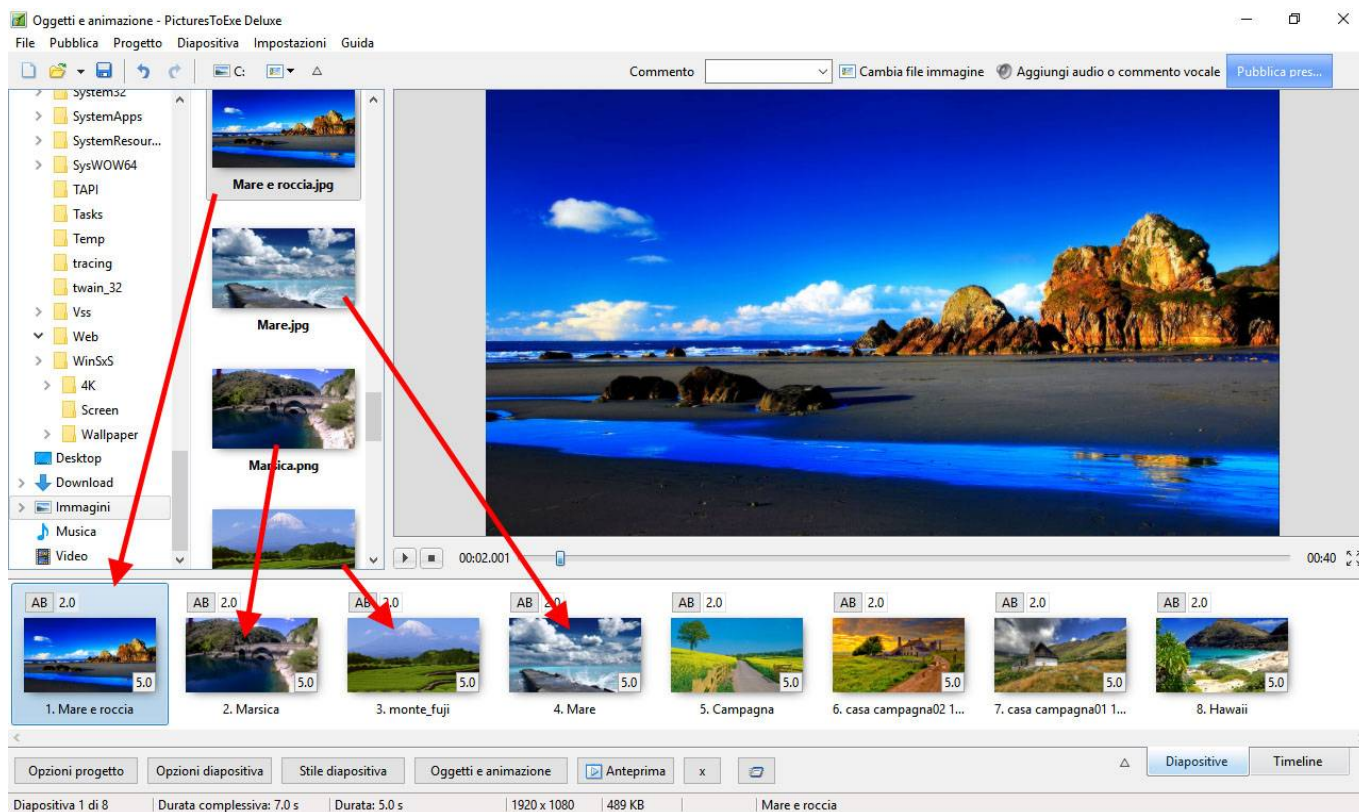 Oggetti e animazione - PicturesToExe Deluxe
File Pubblica Progetto Diapositiva Impostazioni Guida
C: Commento Cambia file immagine Aggiungi audio o commento vocale Pubblica pres...
System32
SystemApps
SystemResour...
SysWOW64
TAPI
Tasks
Temp
tracing
twain_32
Vss
Web
WinSxS
4K
Screen
Wallpaper
Desktop
Download
Immagini
Musica
Video
Mare e roccia.jpg
Mare.jpg
Marsica.png
00:02.001 00:40
AB 2.0 AB 2.0 AB 2.0 AB 2.0 AB 2.0 AB 2.0 AB 2.0 AB 2.0
5.0 5.0 5.0 5.0 5.0 5.0 5.0 5.0
1. Mare e roccia 2. Marsica 3. monte_fuji 4. Mare 5. Campagna 6. casa campagna02 1... 7. casa campagna01 1... 8. Hawaii
Opzioni progetto Opzioni diapositiva Stile diapositiva Oggetti e animazione Anteprima x Diapositive Timeline
Diapositiva 1 di 8 Durata complessiva: 7.0 s Durata: 5.0 s 1920 x 1080 489 KB Mare e roccia